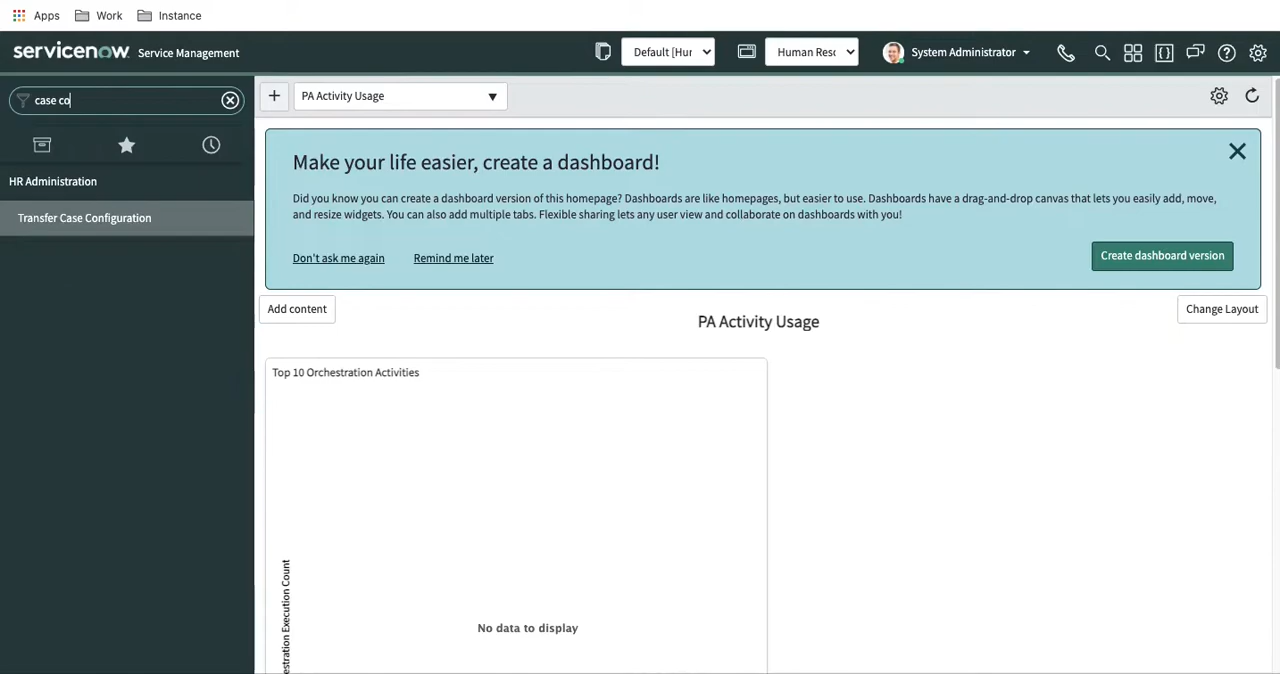 Apps
Work
Instance
servicenow Service Management
Default [Hur
Human Resc
System Administrator
case co
PA Activity Usage
HR Administration
Transfer Case Configuration
Make your life easier, create a dashboard!
Did you know you can create a dashboard version of this homepage? Dashboards are like homepages, but easier to use. Dashboards have a drag-and-drop canvas that lets you easily add, move,
and resize widgets. You can also add multiple tabs. Flexible sharing lets any user view and collaborate on dashboards with you!
Don't ask me again
Remind me later
Create dashboard version
Add content
PA Activity Usage
Change Layout
Top 10 Orchestration Activities
estration Execution Count
No data to display